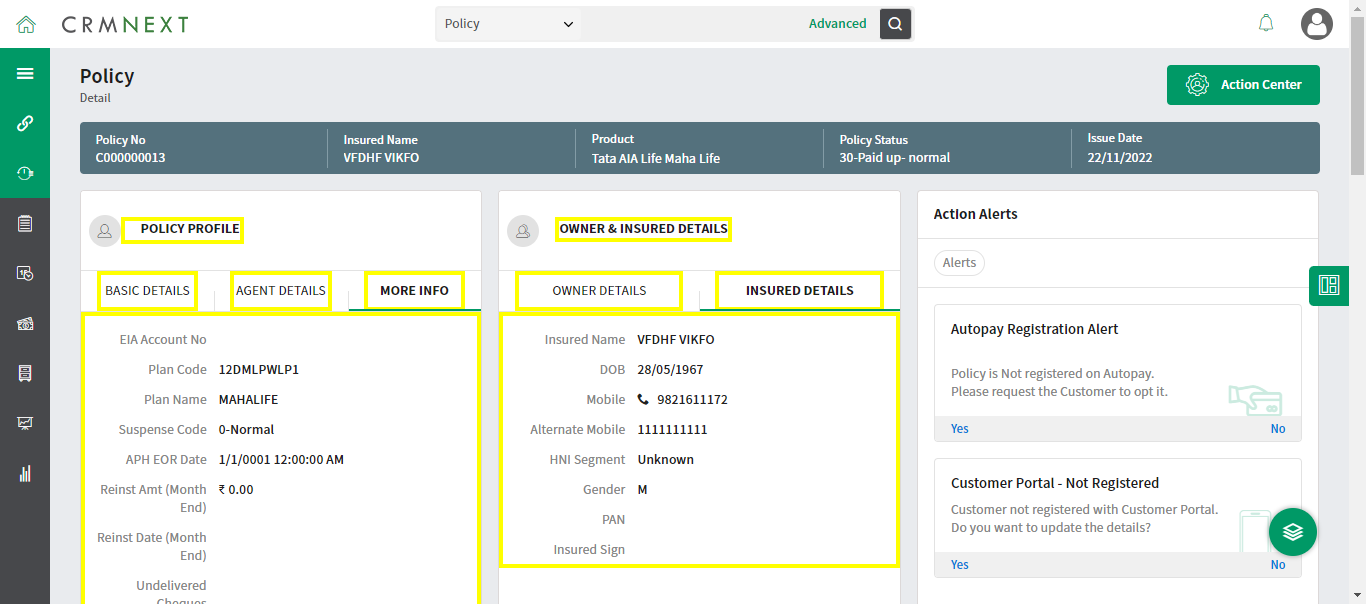 CRMNEXT
Policy
Advanced
Policy
Detail
Action Center
Policy No
C000000013
Insured Name
VFDHF VIKFO
Product
Tata AIA Life Maha Life
Policy Status
30-Paid up- normal
Issue Date
22/11/2022
POLICY PROFILE
BASIC DETAILS
AGENT DETAILS
MORE INFO
EIA Account No
Plan Code 12DMLPWLP1
Plan Name MAHALIFE
Suspense Code 0-Normal
APH EOR Date 1/1/0001 12:00:00 AM
Reinst Amt (Month ₹ 0.00
End)
Reinst Date (Month
End)
Undelivered
Cheques
OWNER & INSURED DETAILS
OWNER DETAILS
INSURED DETAILS
Insured Name VFDHF VIKFO
DOB 28/05/1967
Mobile 9821611172
Alternate Mobile 1111111111
HNI Segment Unknown
Gender M
PAN
Insured Sign
Action Alerts
Alerts
Autopay Registration Alert
Policy is Not registered on Autopay.
Please request the Customer to opt it.
Yes
No
Customer Portal - Not Registered
Customer not registered with Customer Portal.
Do you want to update the details?
Yes
No